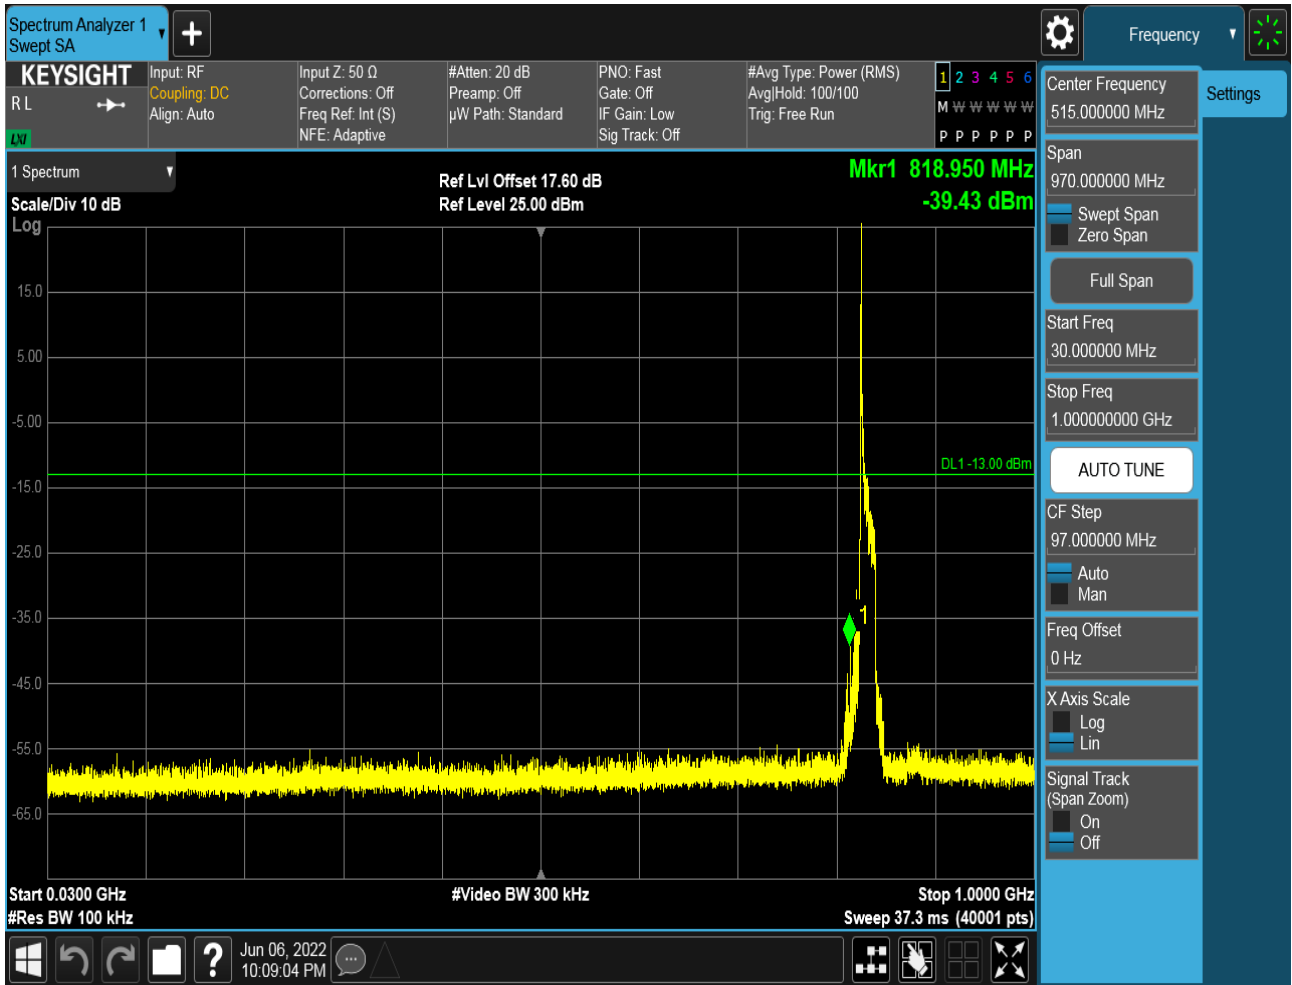 Spectrum Analyzer 1
Swept SA
Frequency
KEYSIGHT
R L
LXI
Input: RF
Coupling: DC
Align: Auto
Input Z: 50 Ω
Corrections: Off
Freq Ref: Int (S)
NFE: Adaptive
#Atten: 20 dB
Preamp: Off
µW Path: Standard
PNO: Fast
Gate: Off
IF Gain: Low
Sig Track: Off
#Avg Type: Power (RMS)
Avg|Hold: 100/100
Trig: Free Run
1 2 3 4 5 6
M W W W W W
P P P P P P
1 Spectrum
Scale/Div 10 dB
Log
Ref Lvl Offset 17.60 dB
Ref Level 25.00 dBm
Mkr1 818.950 MHz
-39.43 dBm
15.0
5.00
-5.00
-15.0
-25.0
-35.0
-45.0
-55.0
-65.0
DL1 -13.00 dBm
1
Start 0.0300 GHz
#Res BW 100 kHz
#Video BW 300 kHz
Stop 1.0000 GHz
Sweep 37.3 ms (40001 pts)
Jun 06, 2022
10:09:04 PM
Center Frequency
515.000000 MHz
Span
970.000000 MHz
Swept Span
Zero Span
Full Span
Start Freq
30.000000 MHz
Stop Freq
1.000000000 GHz
AUTO TUNE
CF Step
97.000000 MHz
Auto
Man
Freq Offset
0 Hz
X Axis Scale
Log
Lin
Signal Track
(Span Zoom)
On
Off
Settings